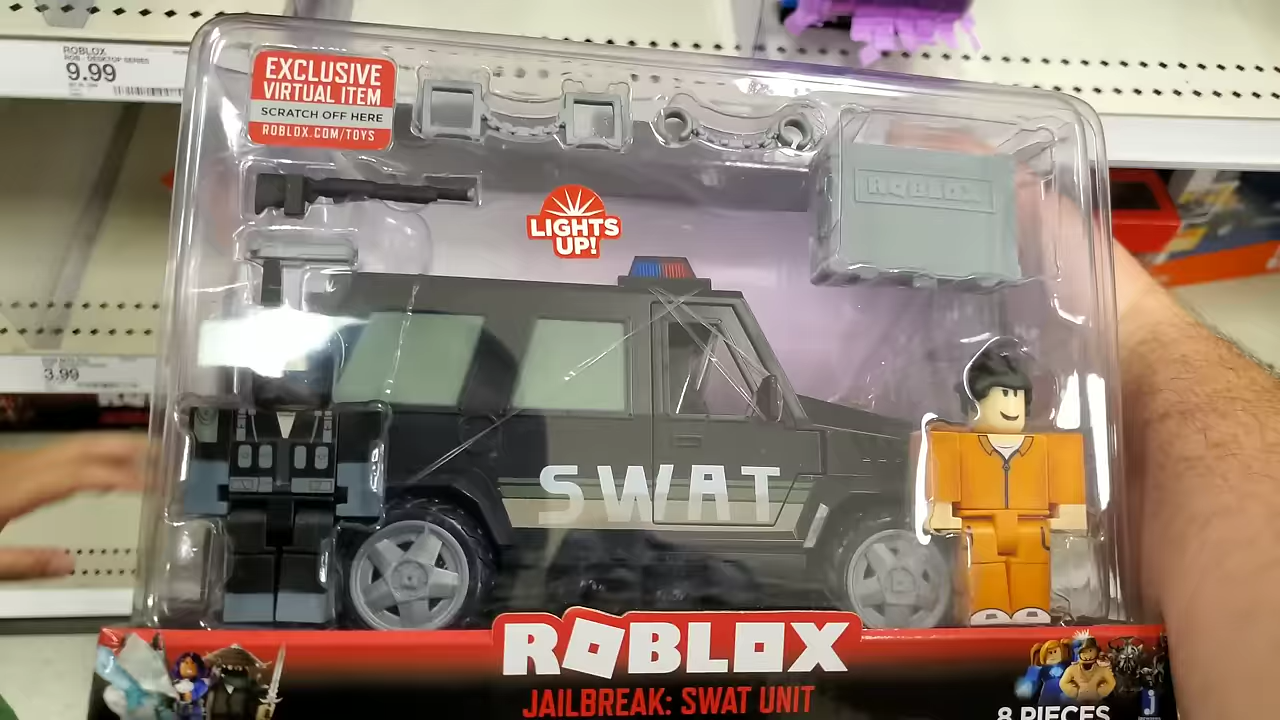 ROBLOX
9.99
EXCLUSIVE
VIRTUAL ITEM
SCRATCH OFF HERE
ROBLOX.COM/TOYS
ROBLOX
LIGHTS
UP!
3.99
SWAT
ROBLOX
JAILBREAK: SWAT UNIT
8 PIECES